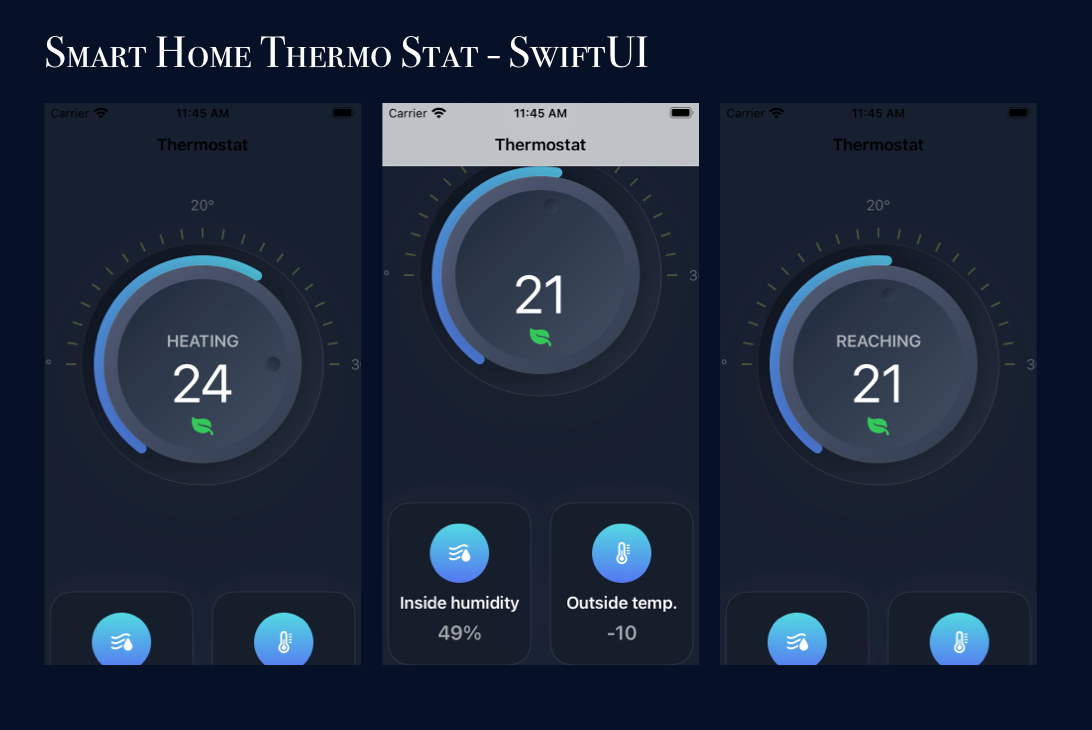 Smart Home Thermo Stat - SwiftUI
Carrier 11:45 AM
Thermostat
20°
°
3
HEATING
24
Carrier 11:45 AM
Thermostat
°
3
21
Inside humidity
49%
Outside temp.
-10
Carrier 11:45 AM
Thermostat
20°
°
3
REACHING
21